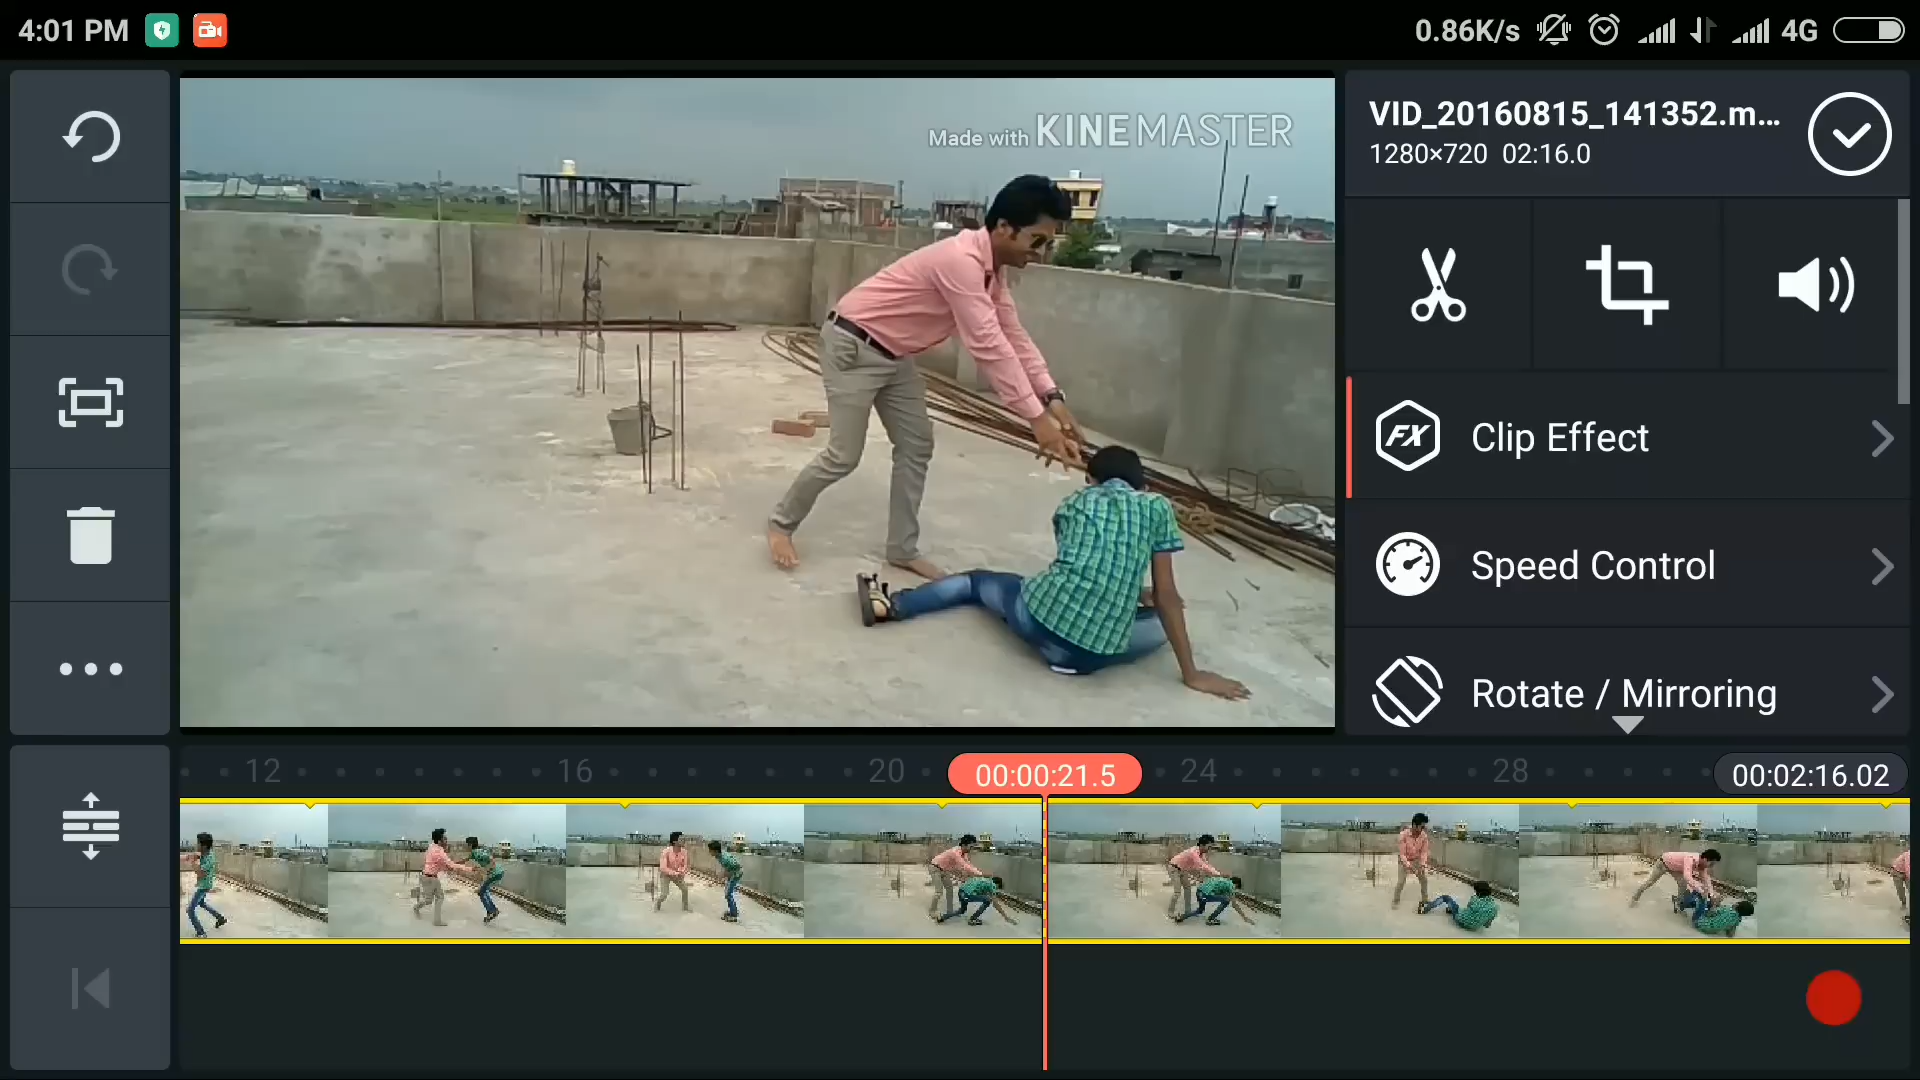 4:01 PM
0.86K/s
4G
Made with KINEMASTER
VID_20160815_141352.m...
1280×720 02:16.0
FX Clip Effect
Speed Control
Rotate / Mirroring
12
16
20
00:00:21.5
24
28
00:02:16.02